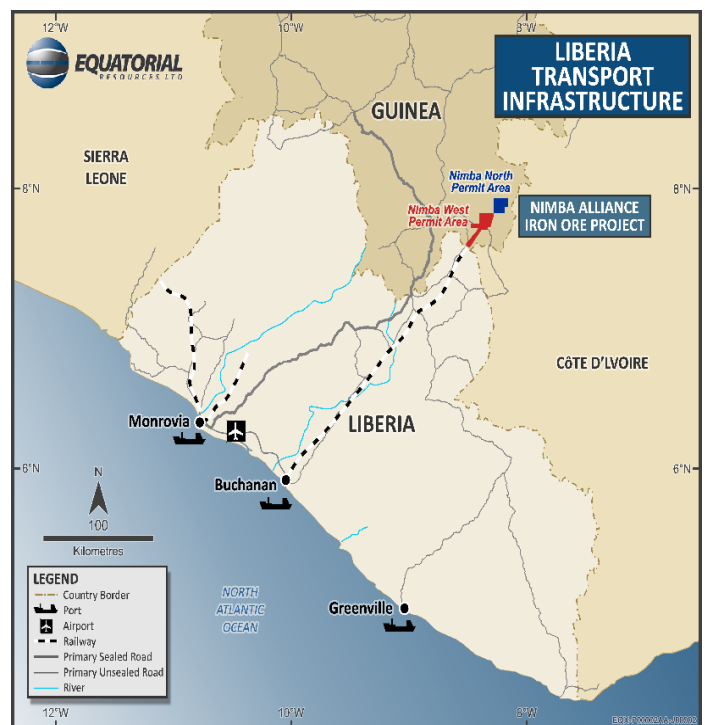 12°W
10°W
8°W
EQUATORIAL
RESOURCES LTD
LIBERIA
TRANSPORT
INFRASTRUCTURE
GUINEA
SIERRA
LEONE
8°N
8°N
Nimba North
Permit Area
Nimba West
Permit Area
NIMBA ALLIANCE
IRON ORE PROJECT
CÔTE D'LVOIRE
Monrovia
LIBERIA
6°N
6°N
Buchanan
N
100
Kilometres
LEGEND
Country Border
Port
Airport
Railway
Primary Sealed Road
Primary Unsealed Road
River
NORTH
ATLANTIC
OCEAN
Greenville
12°W
10°W
8°W